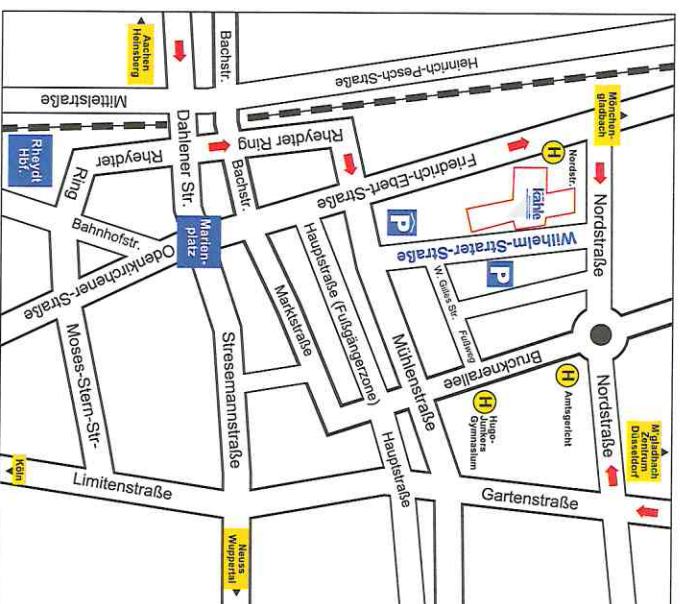 Aachen
Heinsberg
Bachstr.
Heinrich-Pesch-Straße
Mönchen-
gladbach
Mittelstraße
Dahlener Str.
Rheydter Ring
Friedrich-Ebert-Straße
H
Nordstr.
Nordstraße
Rheydt
Hbf.
Rheydter
Ring
Bachstr.
kähle
P
Wilhelm-Strater-Straße
Bahnhofstr.
Marien-
platz
Odenkirchener-Straße
Hauptstraße (Fußgängerzone)
Marktstraße
P
W. Giles Str.
Fußweg
Mühlenstraße
Brucknerallee
Moses-Stern-Str-
Stresemannstraße
H
Amtsgericht
Nordstraße
H
Hugo-
Junkers
Gymnasium
M'gladbach
Zentrum
Düsseldorf
Hauptstraße
Köln
Limitenstraße
Gartenstraße
Neuss
Wuppertal